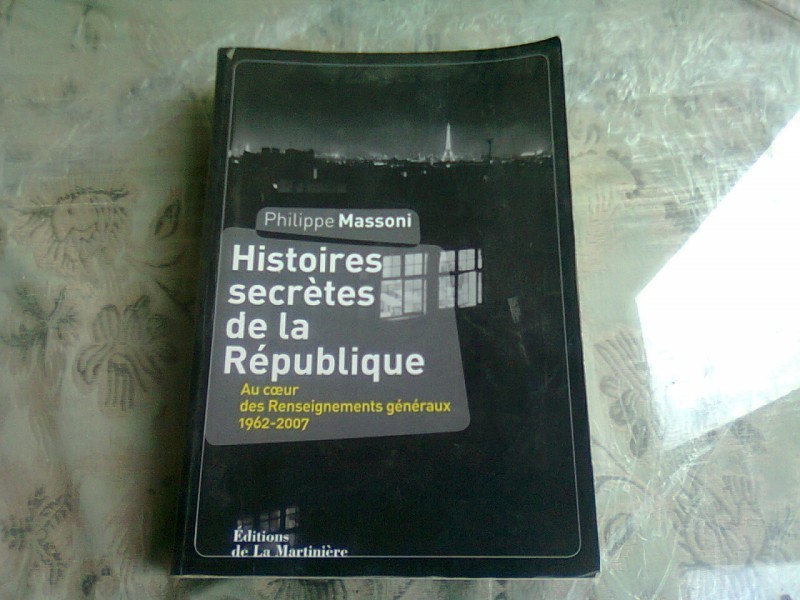 Philippe Massoni
Histoires
secrètes
de la
République
Au cœur
des Renseignements généraux
1962-2007
Éditions
de La Martinière